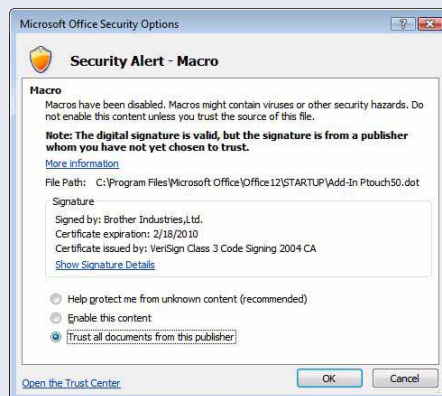 Microsoft Office Security Options
Security Alert - Macro
Macro
Macros have been disabled. Macros might contain viruses or other security hazards. Do
not enable this content unless you trust the source of this file.
Note: The digital signature is valid, but the signature is from a publisher
whom you have not yet chosen to trust.
More information
File Path: C:\Program Files\Microsoft Office\Office12\STARTUP\Add-In Ptouch50.dot
Signature
Signed by: Brother Industries,Ltd.
Certificate expiration: 2/18/2010
Certificate issued by: VeriSign Class 3 Code Signing 2004 CA
Show Signature Details
Help protect me from unknown content (recommended)
Enable this content
Trust all documents from this publisher
Open the Trust Center
OK
Cancel